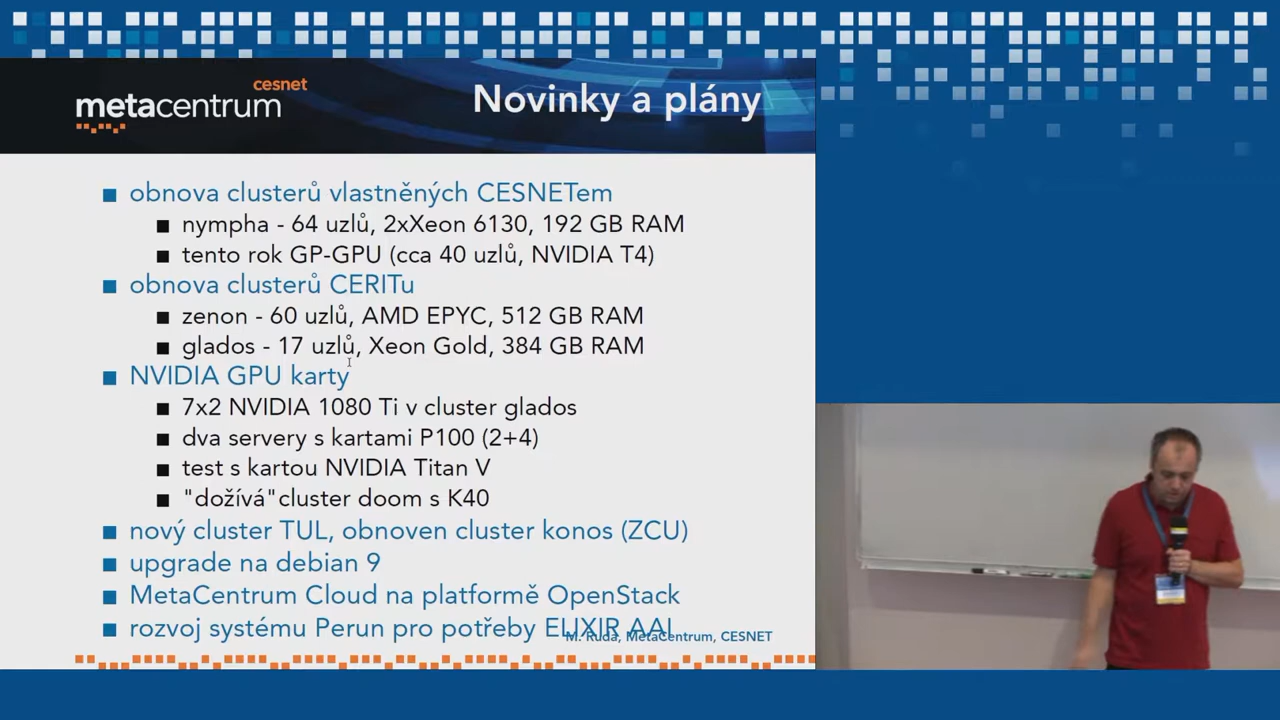 cesnet
metacentrum
Novinky a plány
obnova clusterů vlastněných CESNETem
nympha - 64 uzlů, 2xXeon 6130, 192 GB RAM
tento rok GP-GPU (cca 40 uzlů, NVIDIA T4)
obnova clusterů CERITu
zenon - 60 uzlů, AMD EPYC, 512 GB RAM
glados - 17 uzlů, Xeon Gold, 384 GB RAM
NVIDIA GPU karty
7x2 NVIDIA 1080 Ti v cluster glados
dva servery s kartami P100 (2+4)
test s kartou NVIDIA Titan V
"dožívá"cluster doom s K40
nový cluster TUL, obnoven cluster konos (ZCU)
upgrade na debian 9
MetaCentrum Cloud na platformě OpenStack
rozvoj systému Perun pro potřeby ELIXIR AAI
M. Ruda, MetaCentrum, CESNET